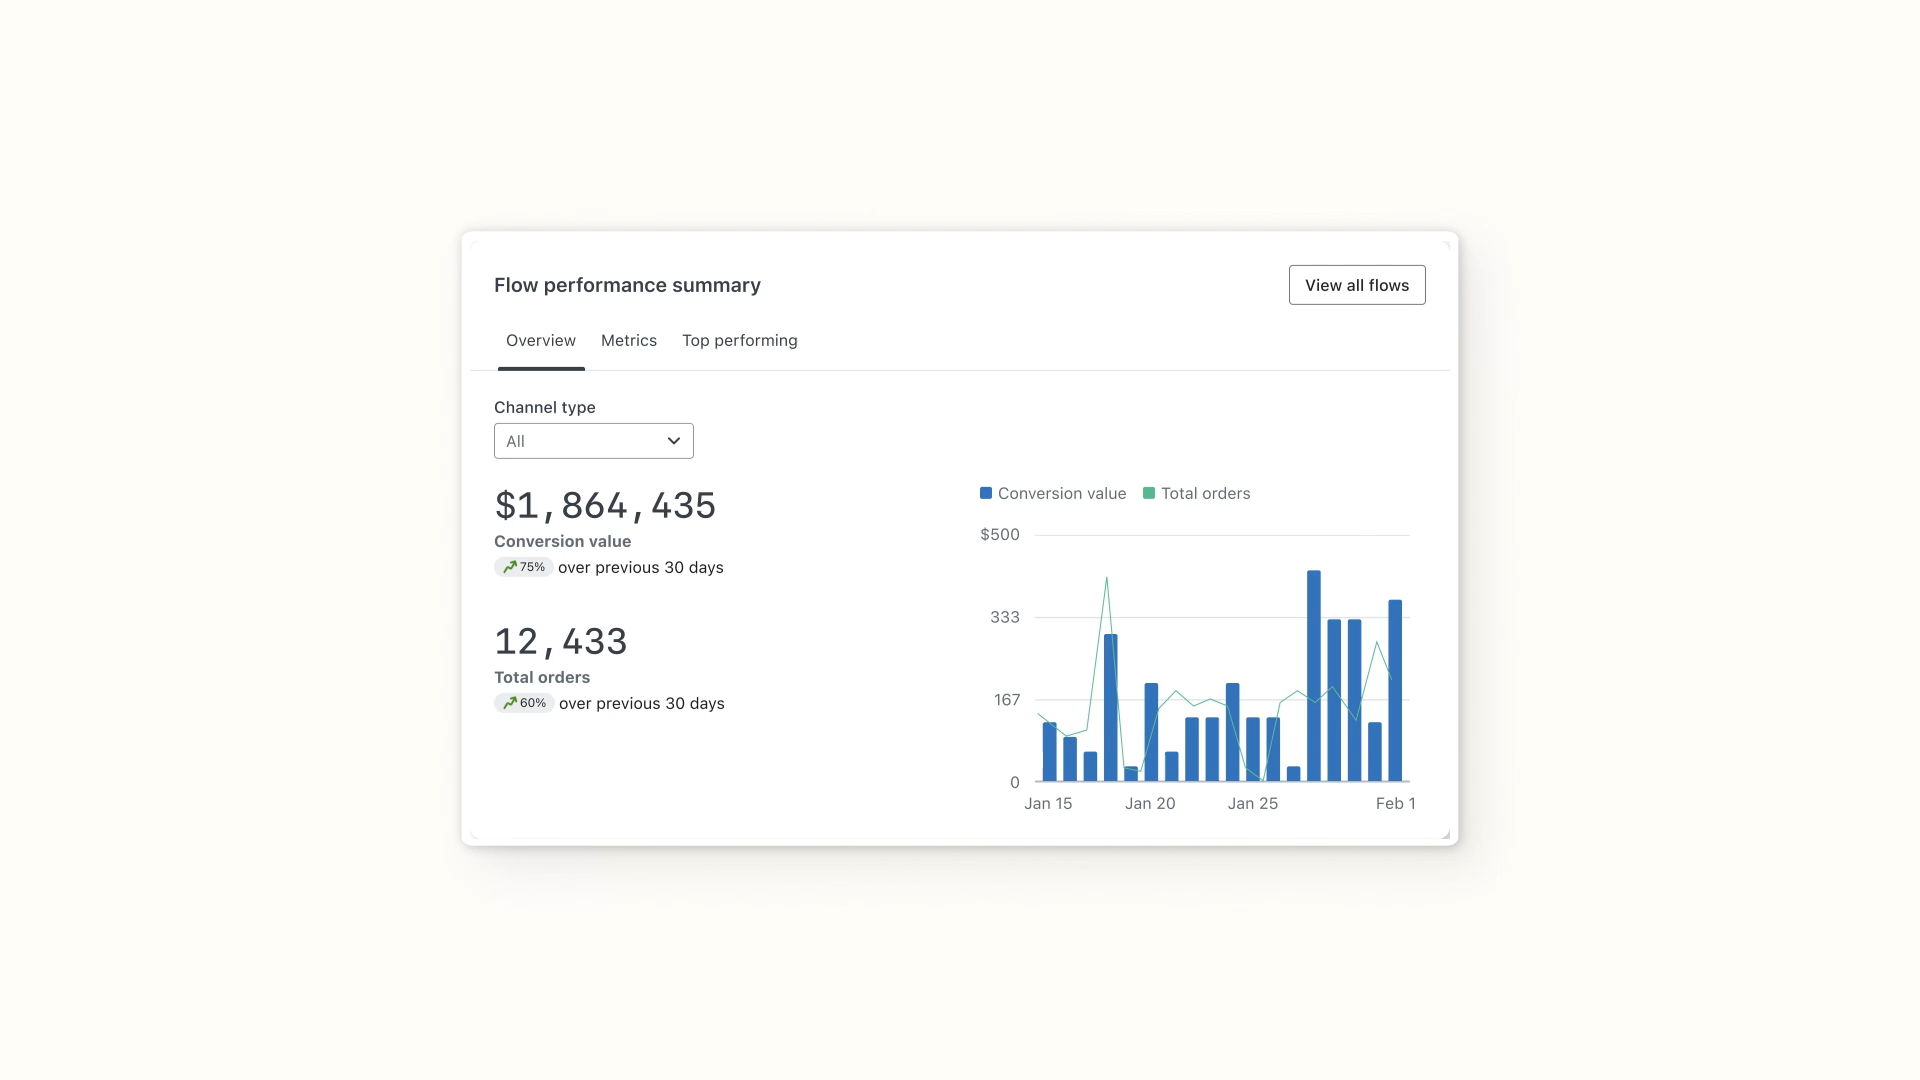 Flow performance summary
View all flows
Overview Metrics Top performing
Channel type
All
$1,864,435
Conversion value
75% over previous 30 days
12,433
Total orders
60% over previous 30 days
Conversion value Total orders
$500
333
167
0
Jan 15 Jan 20 Jan 25 Feb 1